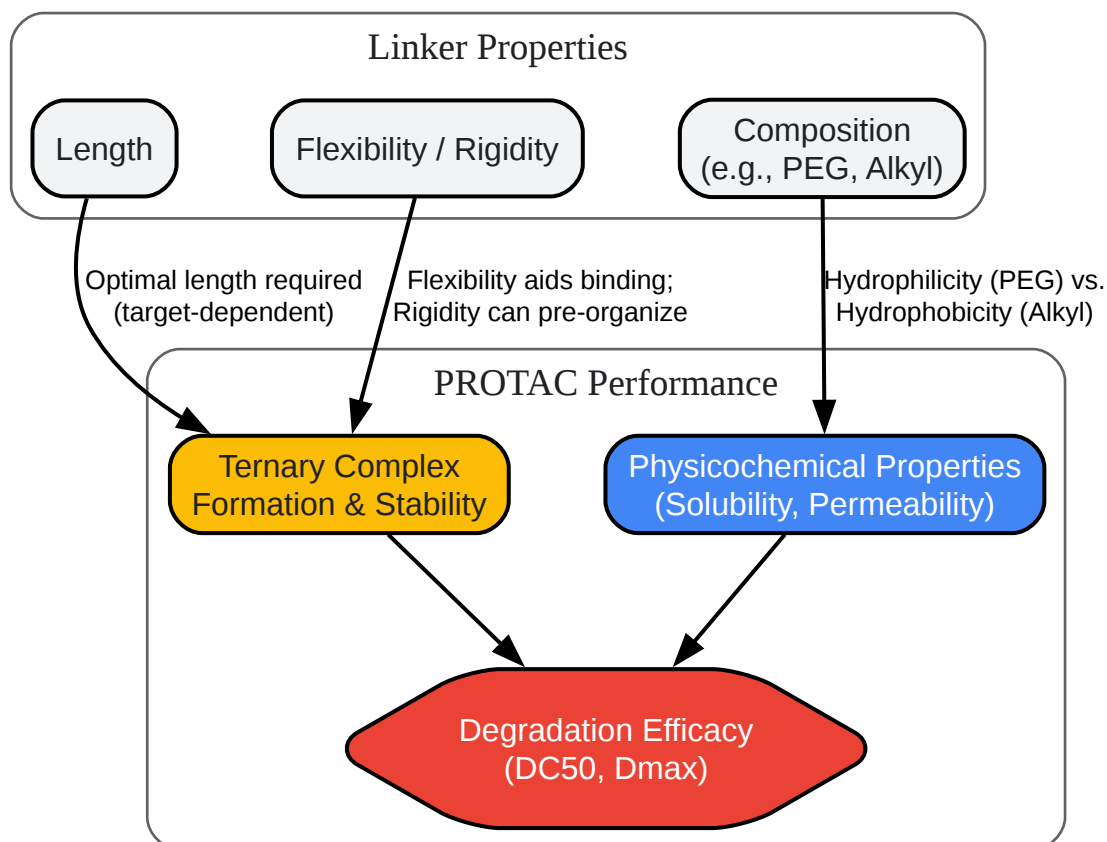 Linker Properties
Length
Flexibility / Rigidity
Composition
(e.g., PEG, Alkyl)
Optimal length required
(target-dependent)
Flexibility aids binding;
Rigidity can pre-organize
Hydrophilicity (PEG) vs.
Hydrophobicity (Alkyl)
PROTAC Performance
Ternary Complex
Formation & Stability
Physicochemical Properties
(Solubility, Permeability)
Degradation Efficacy
(DC50, Dmax)